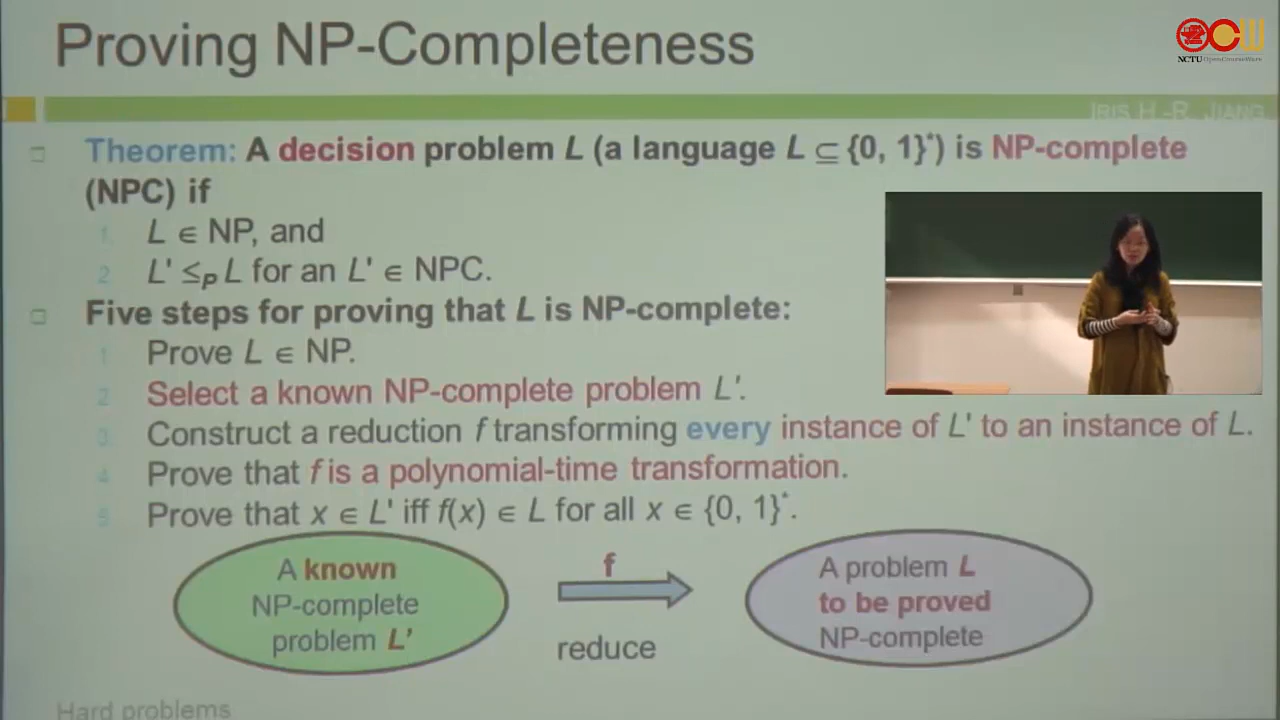 Proving NP-Completeness
NCTU OpenCourseWare
IRIS H.-R. JIANG
Theorem: A decision problem L (a language L ⊆ {0, 1}*) is NP-complete
(NPC) if
1. L ∈ NP, and
2. L' ≤P L for an L' ∈ NPC.
Five steps for proving that L is NP-complete:
1. Prove L ∈ NP.
2. Select a known NP-complete problem L'.
3. Construct a reduction f transforming every instance of L' to an instance of L.
4. Prove that f is a polynomial-time transformation.
5. Prove that x ∈ L' iff f(x) ∈ L for all x ∈ {0, 1}*.
A known
NP-complete
problem L'
f
reduce
A problem L
to be proved
NP-complete
Hard problems